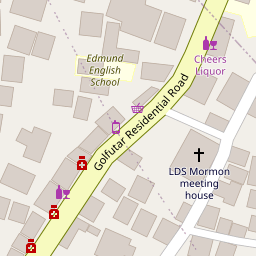 Cheers
Liquor
Edmund
English
School
Golfutar Residential Road
LDS Mormon
meeting
house